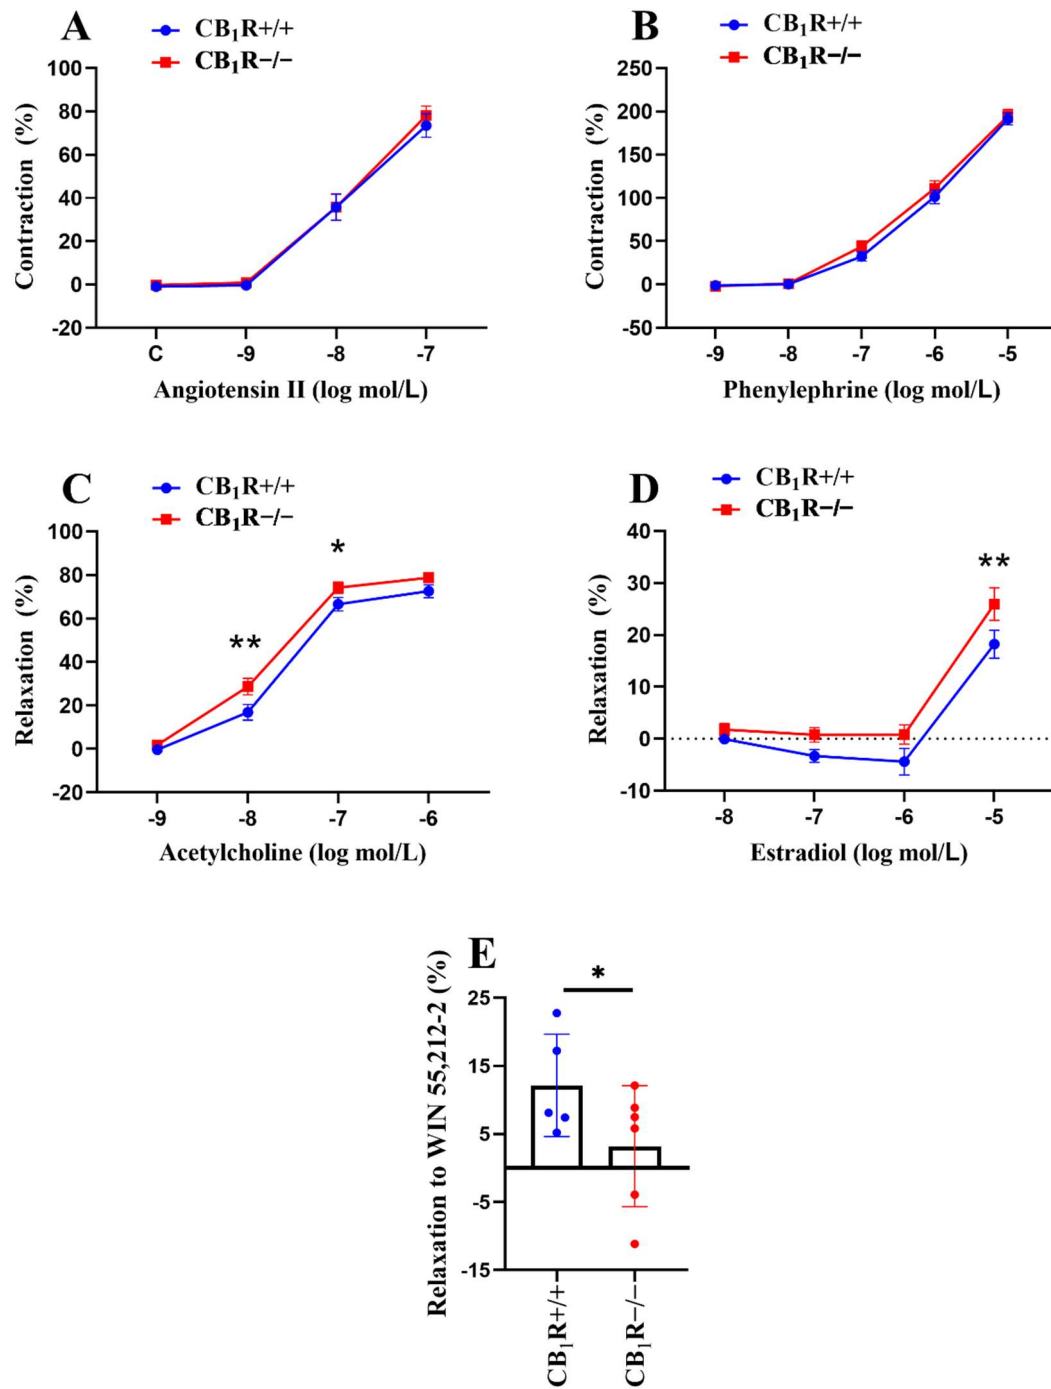 A
CB₁R+/+
CB₁R−/−
100
80
60
40
20
0
-20
Contraction (%)
C
-9
-8
-7
Angiotensin II (log mol/L)
B
CB₁R+/+
CB₁R−/−
250
200
150
100
50
0
-50
Contraction (%)
-9
-8
-7
-6
-5
Phenylephrine (log mol/L)
C
CB₁R+/+
CB₁R−/−
100
80
60
40
20
0
-20
Relaxation (%)
**
*
-9
-8
-7
-6
Acetylcholine (log mol/L)
D
CB₁R+/+
CB₁R−/−
40
30
20
10
0
-10
Relaxation (%)
**
-8
-7
-6
-5
Estradiol (log mol/L)
E
*
25
15
5
-5
-15
Relaxation to WIN 55,212-2 (%)
CB₁R+/+
CB₁R−/−